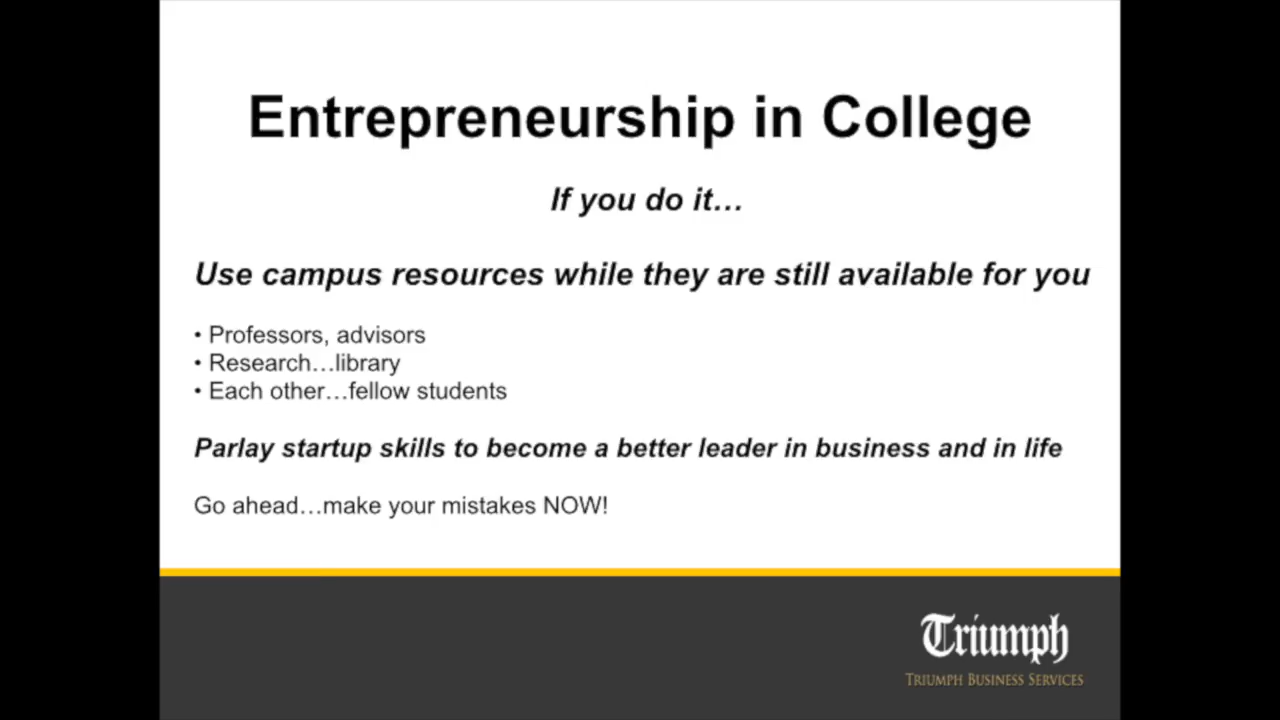 Entrepreneurship in College
If you do it…
Use campus resources while they are still available for you
• Professors, advisors
• Research…library
• Each other…fellow students
Parlay startup skills to become a better leader in business and in life
Go ahead…make your mistakes NOW!
Triumph
TRIUMPH BUSINESS SERVICES